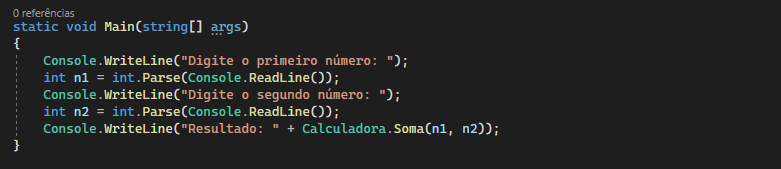 0 referências
static void Main(string[] args)
{
    Console.WriteLine("Digite o primeiro número: ");
    int n1 = int.Parse(Console.ReadLine());
    Console.WriteLine("Digite o segundo número: ");
    int n2 = int.Parse(Console.ReadLine());
    Console.WriteLine("Resultado: " + Calculadora.Soma(n1, n2));
}